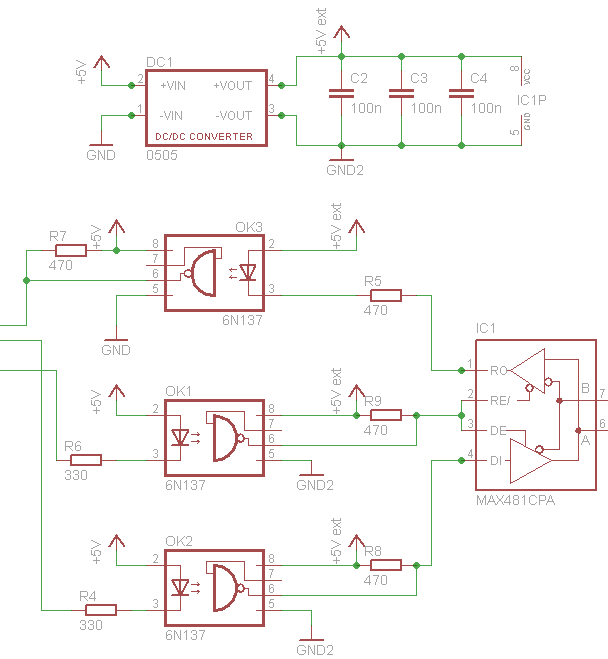 +5V ext
DC1
+5V
2 +VIN +VOUT 4
1 -VIN -VOUT 3
DC/DC CONVERTER
0505
GND
C2 C3 C4
100n 100n 100n
8 VCC
IC1P
5 GND
GND2
R7
470
+5V
OK3
8 2
7
6
5 3
6N137
GND
+5V ext
R5
470
IC1
1 RO
2 RE/
3 DE
4 DI
B 7
A 6
MAX481CPA
+5V
OK1
2 8
7
6
3 5
6N137
R6
330
+5V ext
R9
470
GND2
+5V
OK2
2 8
7
6
3 5
6N137
R4
330
+5V ext
R8
470
GND2